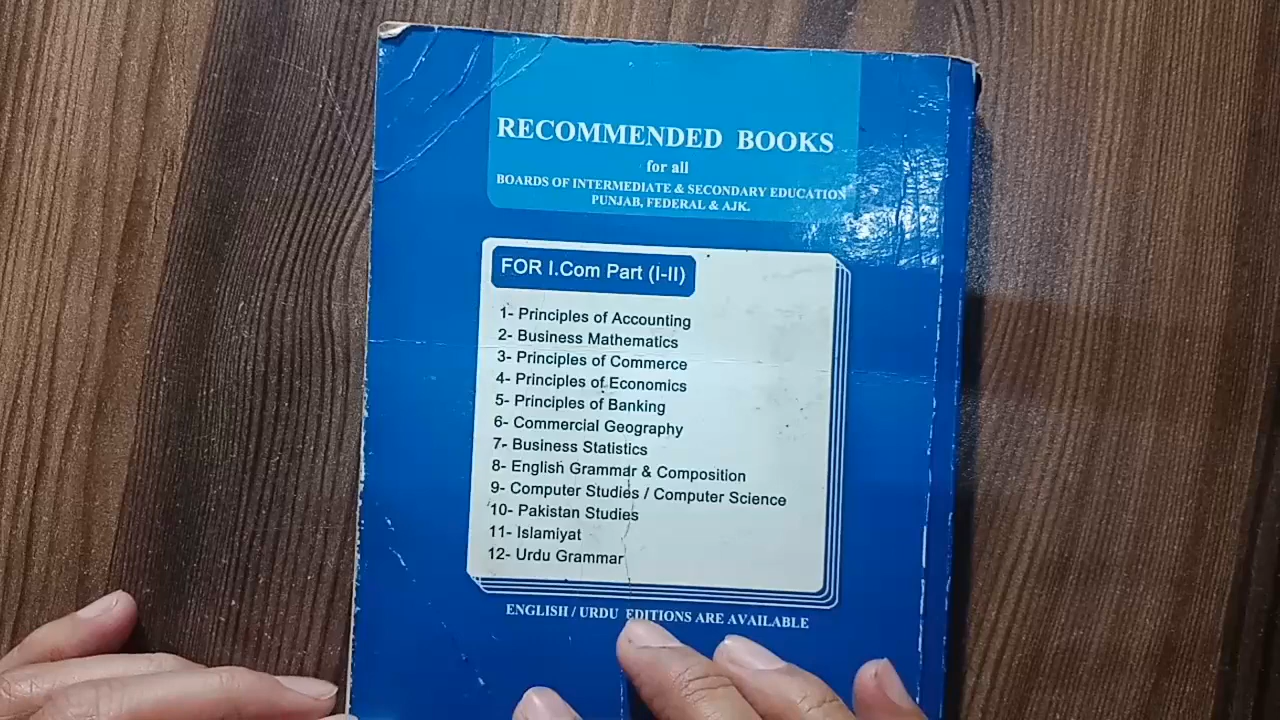 RECOMMENDED BOOKS
for all
BOARDS OF INTERMEDIATE & SECONDARY EDUCATION
PUNJAB, FEDERAL & AJK.
FOR I.Com Part (I-II)
1- Principles of Accounting
2- Business Mathematics
3- Principles of Commerce
4- Principles of Economics
5- Principles of Banking
6- Commercial Geography
7- Business Statistics
8- English Grammar & Composition
9- Computer Studies / Computer Science
10- Pakistan Studies
11- Islamiyat
12- Urdu Grammar
ENGLISH / URDU EDITIONS ARE AVAILABLE